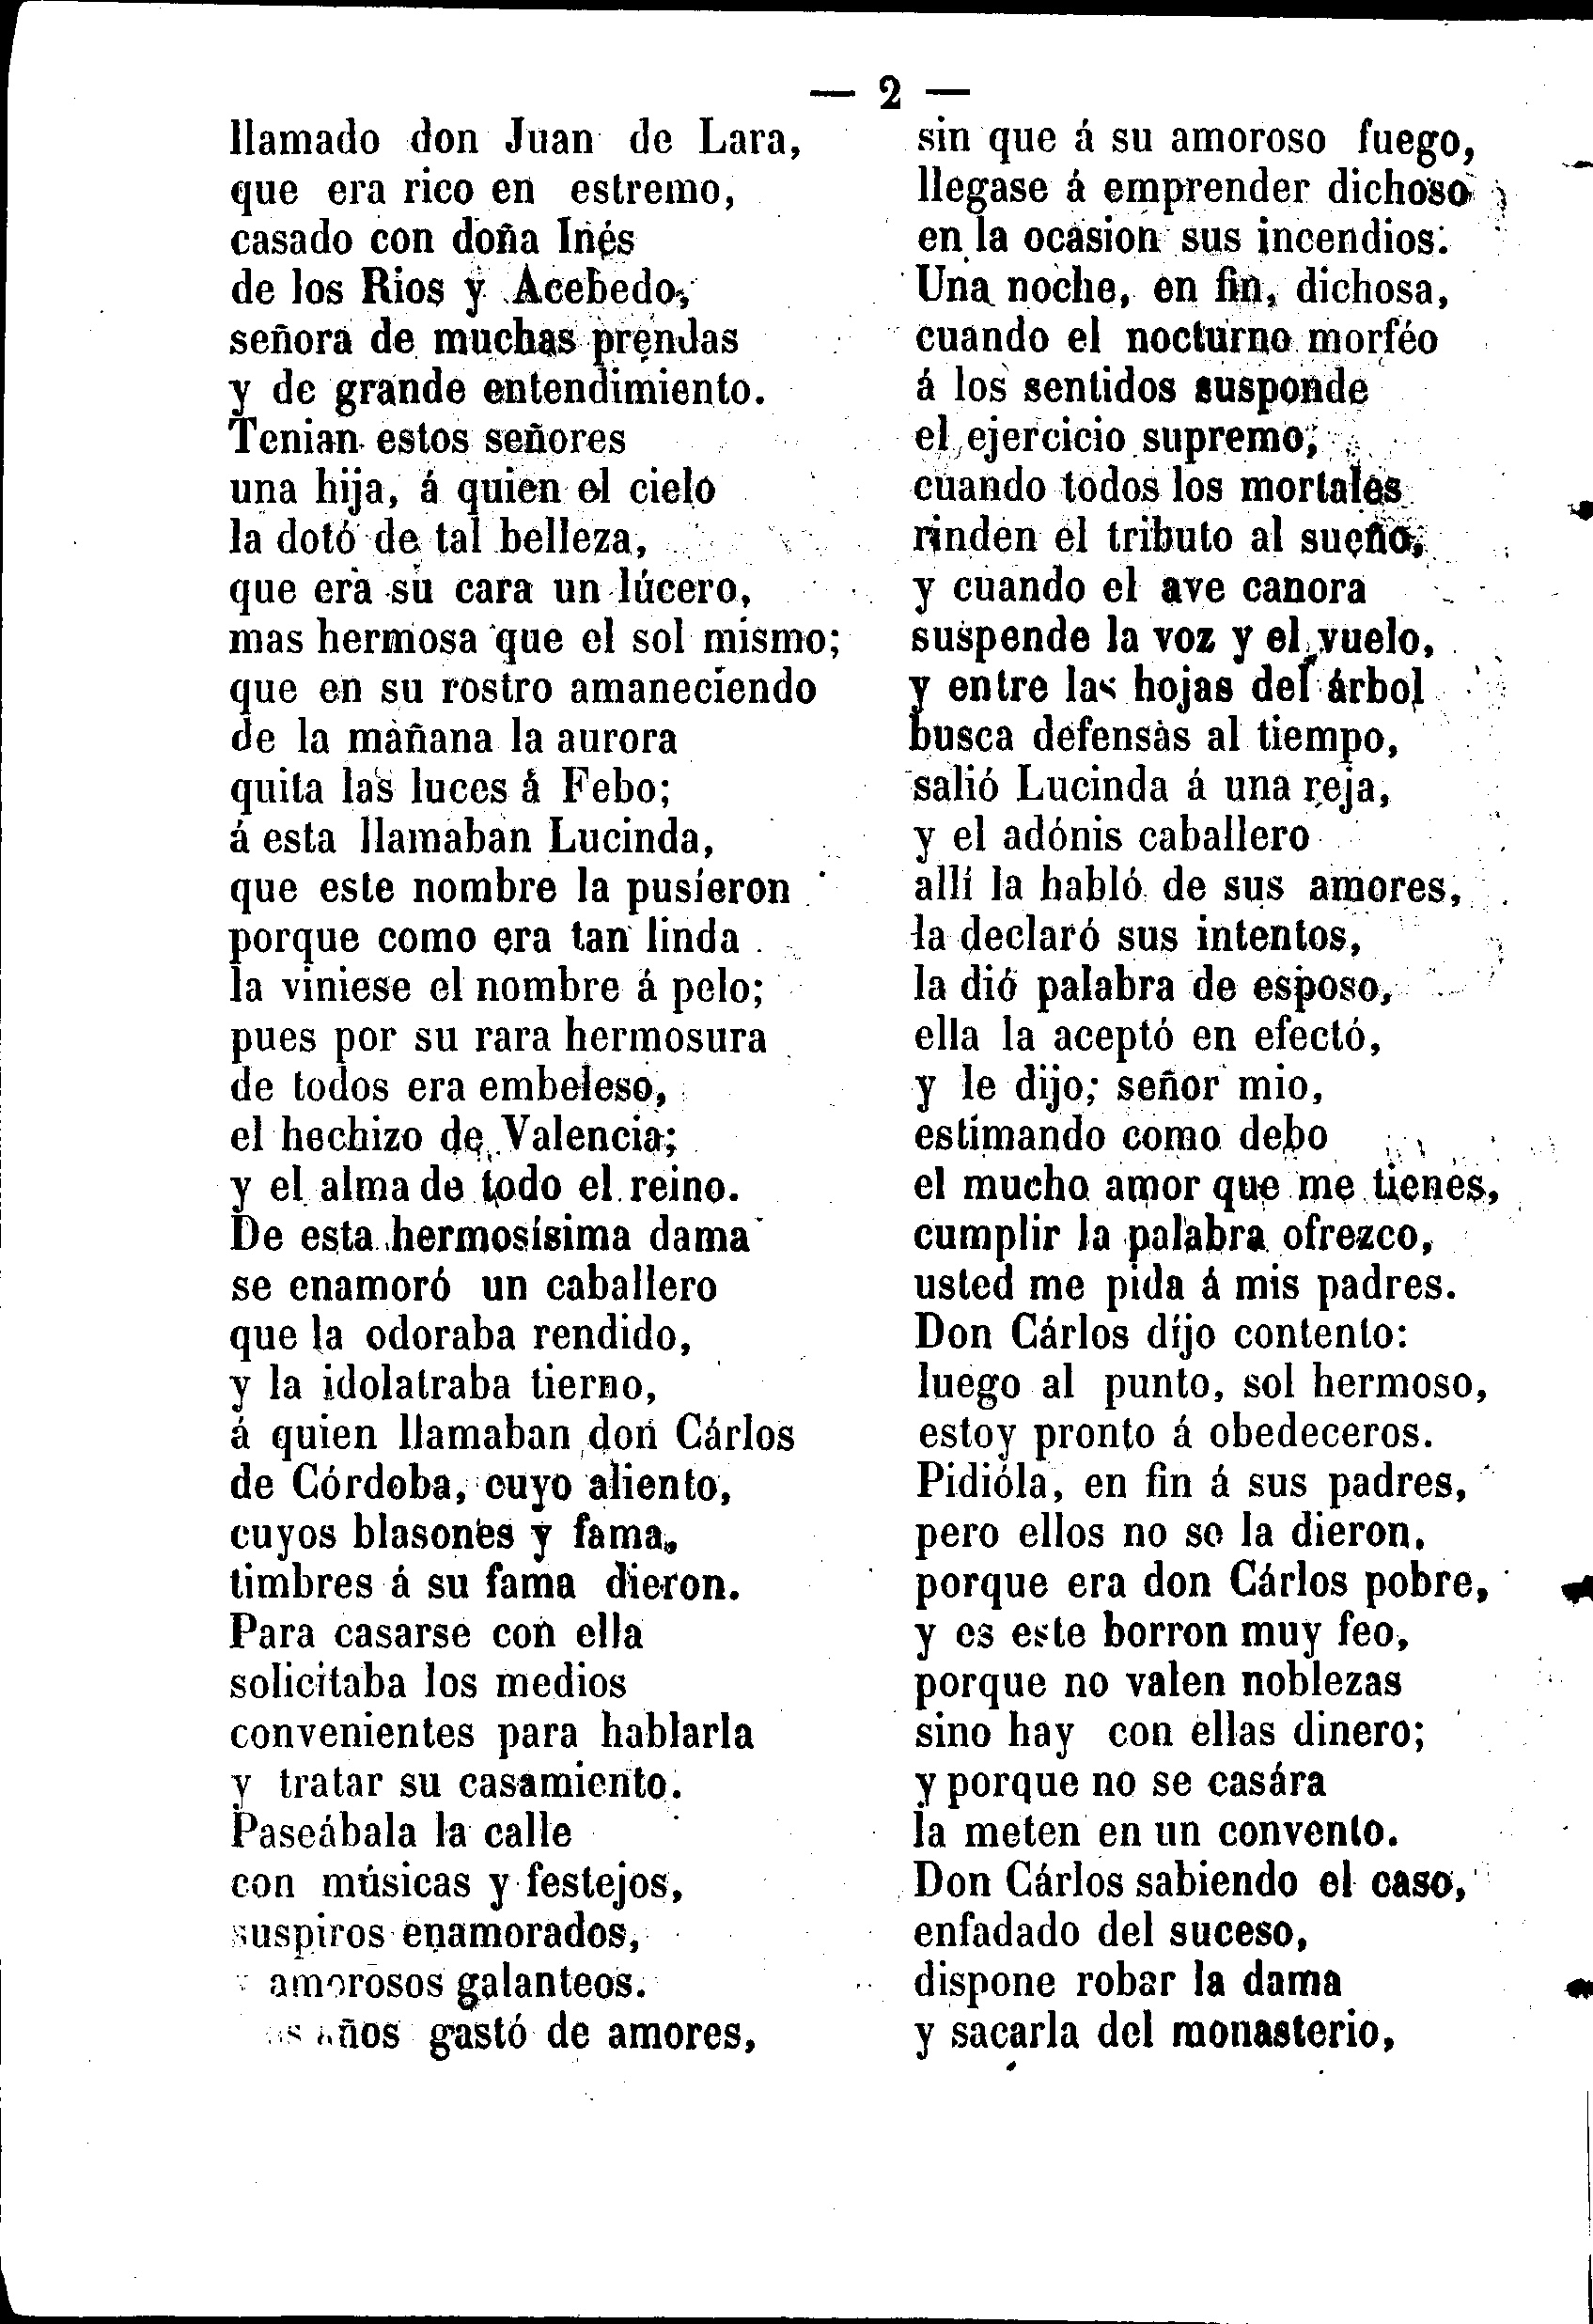 — 2 —
llamado don Juan de Lara,
que era rico en estremo,
casado con doña Inés
de los Rios y Acebedo,
señora de muchas prendas
y de grande entendimiento.
Tenian estos señores
una hija, á quien el cielo
la dotó de tal belleza,
que era su cara un lúcero,
mas hermosa que el sol mismo;
que en su rostro amaneciendo
de la mañana la aurora
quita las luces á Febo;
á esta llamaban Lucinda,
que este nombre la pusieron
porque como era tan linda
la viniese el nombre á pelo;
pues por su rara hermosura
de todos era embeleso,
el hechizo de Valencia;
y el alma de todo el reino.
De esta hermosísima dama
se enamoró un caballero
que la odoraba rendido,
y la idolatraba tierno,
á quien llamaban don Cárlos
de Córdoba, cuyo aliento,
cuyos blasones y fama,
timbres á su fama dieron.
Para casarse con ella
solicitaba los medios
convenientes para hablarla
y tratar su casamiento.
Paseábala la calle
con músicas y festejos,
suspiros enamorados,
amorosos galanteos.
años gastó de amores,
sin que á su amoroso fuego,
llegase á emprender dichoso
en la ocasion sus incendios.
Una noche, en fin, dichosa,
cuando el nocturno morféo
á los sentidos susponde
el ejercicio supremo,
cuando todos los mortales
rinden el tributo al sueño,
y cuando el ave canora
suspende la voz y el vuelo,
y entre las hojas del árbol
busca defensas al tiempo,
salió Lucinda á una reja,
y el adónis caballero
allí la habló de sus amores,
la declaró sus intentos,
la dió palabra de esposo,
ella la aceptó en efectó,
y le dijo; señor mio,
estimando como debo
el mucho amor que me tienes,
cumplir la palabra ofrezco,
usted me pida á mis padres.
Don Cárlos dijo contento:
luego al punto, sol hermoso,
estoy pronto á obedeceros.
Pidióla, en fin á sus padres,
pero ellos no se la dieron,
porque era don Cárlos pobre,
y es este borron muy feo,
porque no valen noblezas
sino hay con ellas dinero;
y porque no se casára
la meten en un convento.
Don Cárlos sabiendo el caso,
enfadado del suceso,
dispone robar la dama
y sacarla del monasterio,